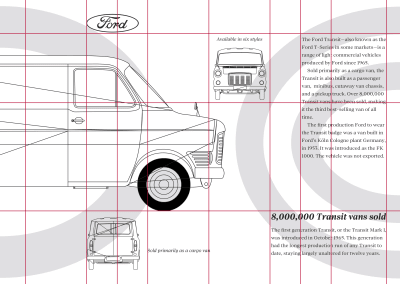 Ford
Available in six styles
The Ford Transit—also known as the
Ford T-Series in some markets—is a
range of light commercial vehicles
produced by Ford since 1965.
Sold primarily as a cargo van, the
Transit is also built as a passenger
van, minibus, cutaway van chassis,
and a pickup truck. Over 8,000,000
Transit vans have been sold, making
it the third best-selling van of all
time.
The first production Ford to wear
the Transit badge was a van built in
Ford's Köln Cologne plant Germany,
in 1953. It was introduced as the FK
1000. The vehicle was not exported.
8,000,000 Transit vans sold
The first generation Transit, or the Transit Mark I,
was introduced in October 1965. This generation
had the longest production run of any Transit to
date, staying largely unaltered for twelve years.
Sold primarily as a cargo van